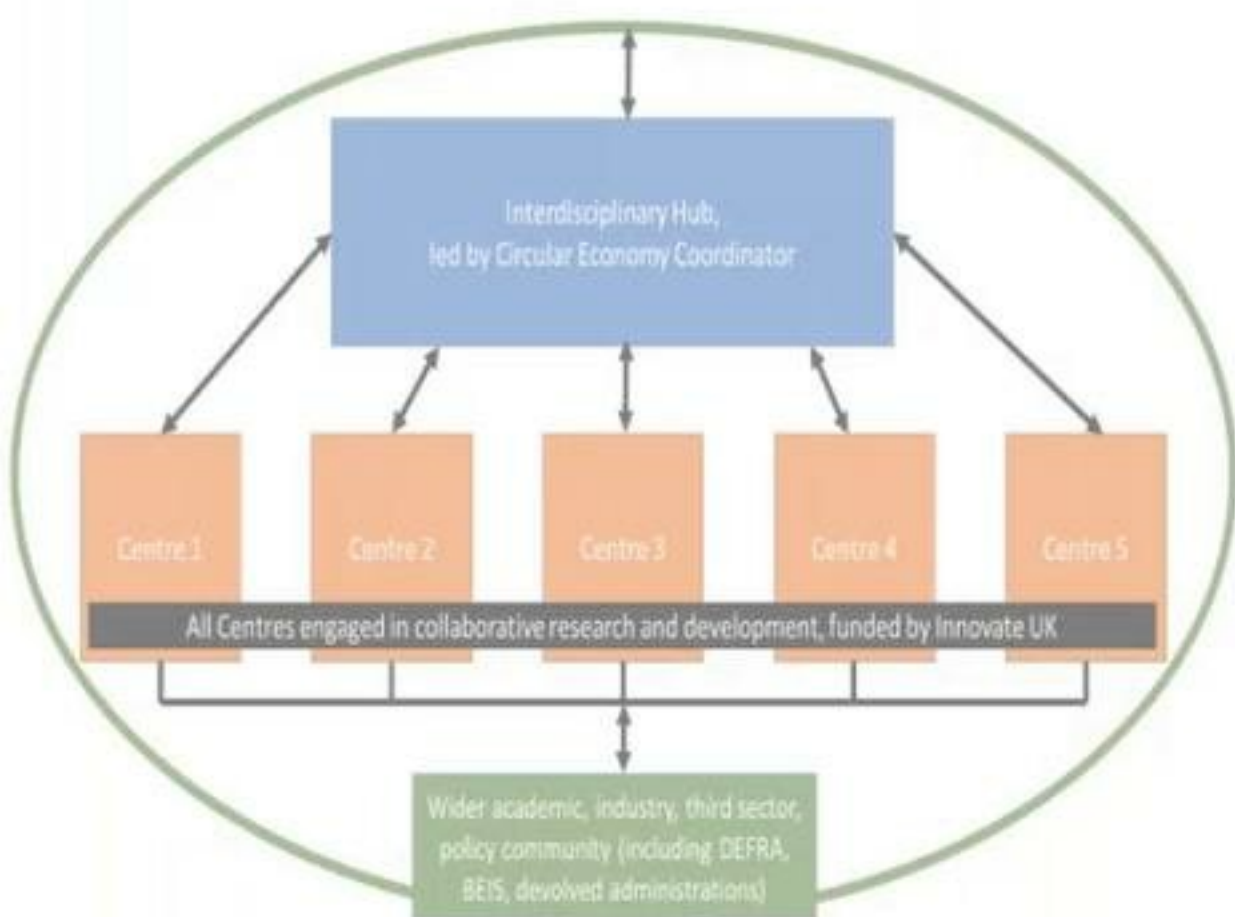 Interdisciplinary Hub,
led by Circular Economy Coordinator
Centre 1
Centre 2
Centre 3
Centre 4
Centre 5
All Centres engaged in collaborative research and development, funded by Innovate UK
Wider academic, industry, third sector,
policy community (including DEFRA,
BEIS, devolved administrations)